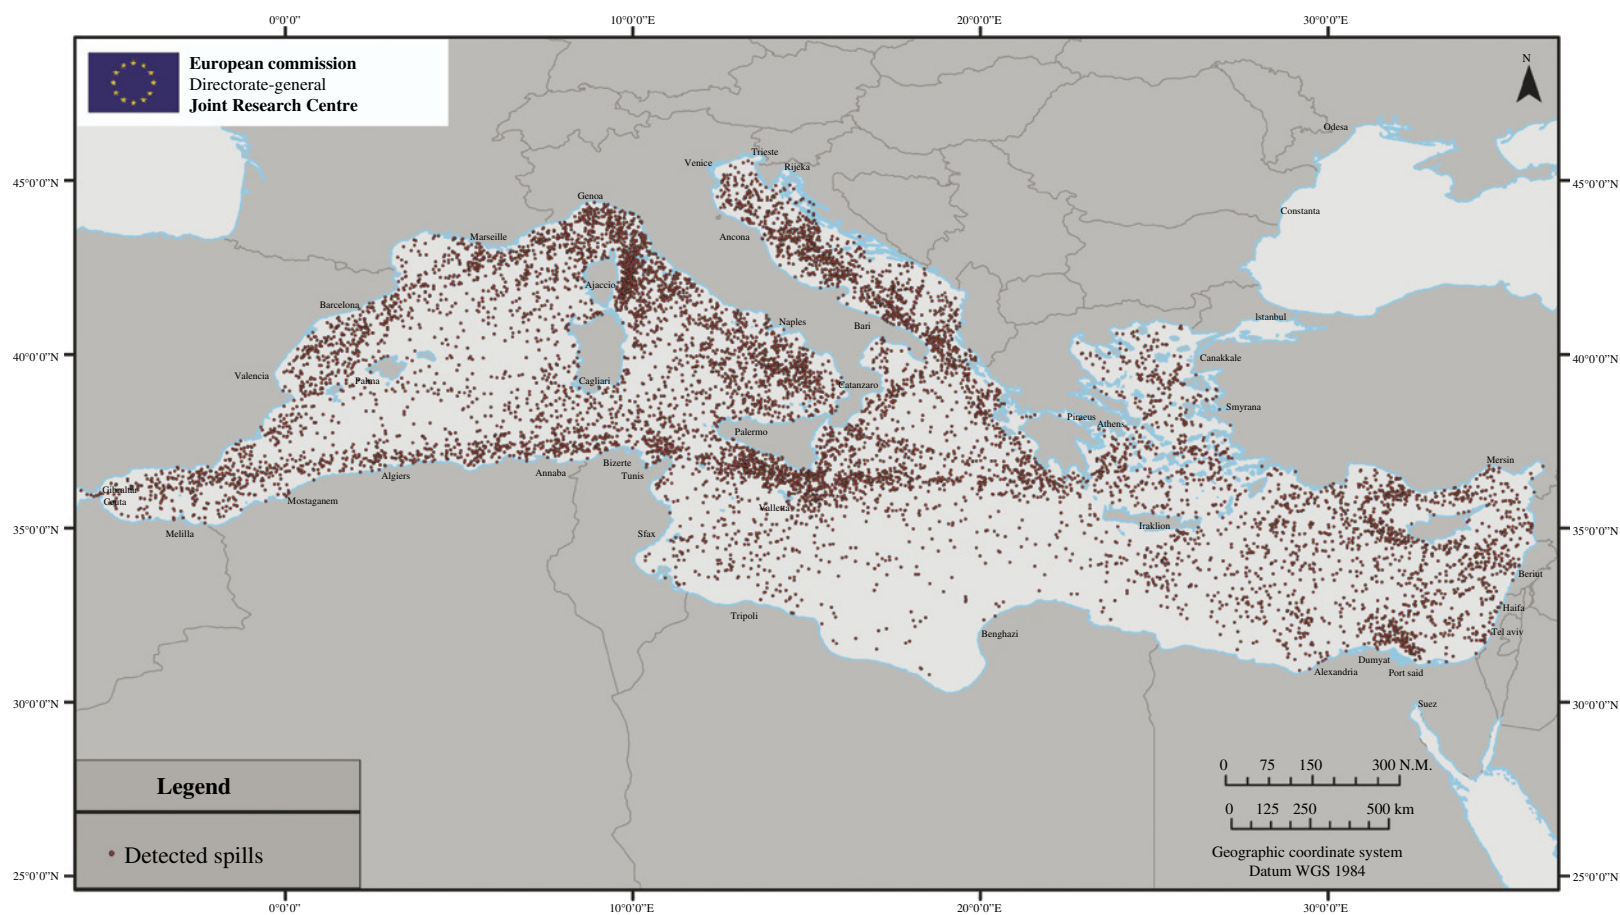 0°0'0"
10°0'0"E
20°0'0"E
30°0'0"E
European commission
Directorate-general
Joint Research Centre
N
Odesa
Trieste
Venice
Rijeka
45°0'0"N
45°0'0"N
Genoa
Constanta
Marseille
Ancona
Ajaccio
Barcelona
Istanbul
Naples
Bari
40°0'0"N
Canakkale
40°0'0"N
Valencia
Palma
Cagliari
Catanzaro
Smyrana
Piraeus
Athens
Palermo
Mersin
Bizerte
Annaba
Tunis
Algiers
Gibraltar
Ceuta
Mostaganem
Valletta
35°0'0"N
Iraklion
35°0'0"N
Melilla
Sfax
Beriut
Haifa
Tripoli
Benghazi
Tel aviv
Dumyat
Alexandria
Port said
30°0'0"N
Suez
30°0'0"N
0 75 150 300 N.M.
Legend
0 125 250 500 km
Detected spills
Geographic coordinate system
Datum WGS 1984
25°0'0"N
25°0'0"N
0°0'0"
10°0'0"E
20°0'0"E
30°0'0"E